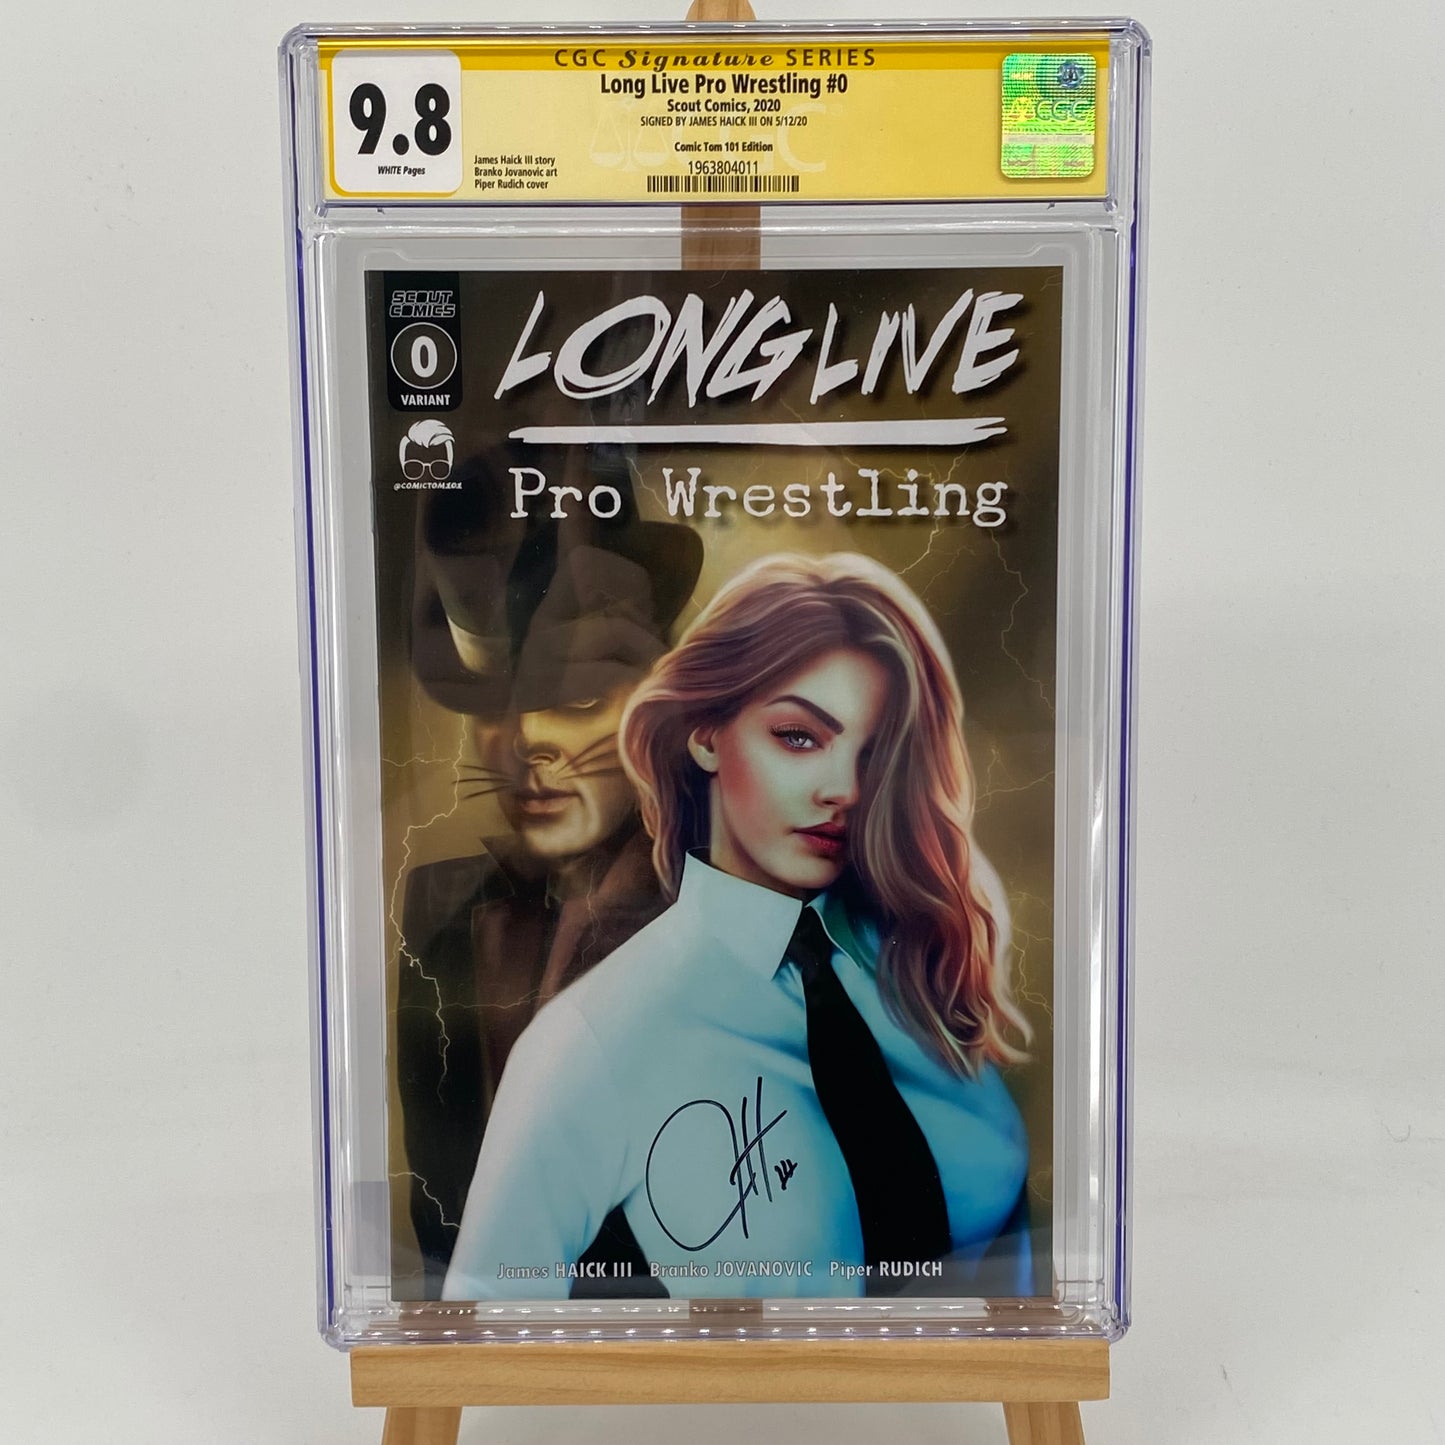 CGC Signature SERIES
9.8
WHITE Pages
Long Live Pro Wrestling #0
Scout Comics, 2020
SIGNED BY JAMES HAICK III ON 5/12/20
Comic Tom 101 Edition
1963804011
James Haick III story
Branko Jovanovic art
Piper Rudich cover
CGC
CGC
SCOUT
COMICS
0
VARIANT
@COMICTOM101
LONG LIVE
Pro Wrestling
James HAICK III Branko JOVANOVIC Piper RUDICH